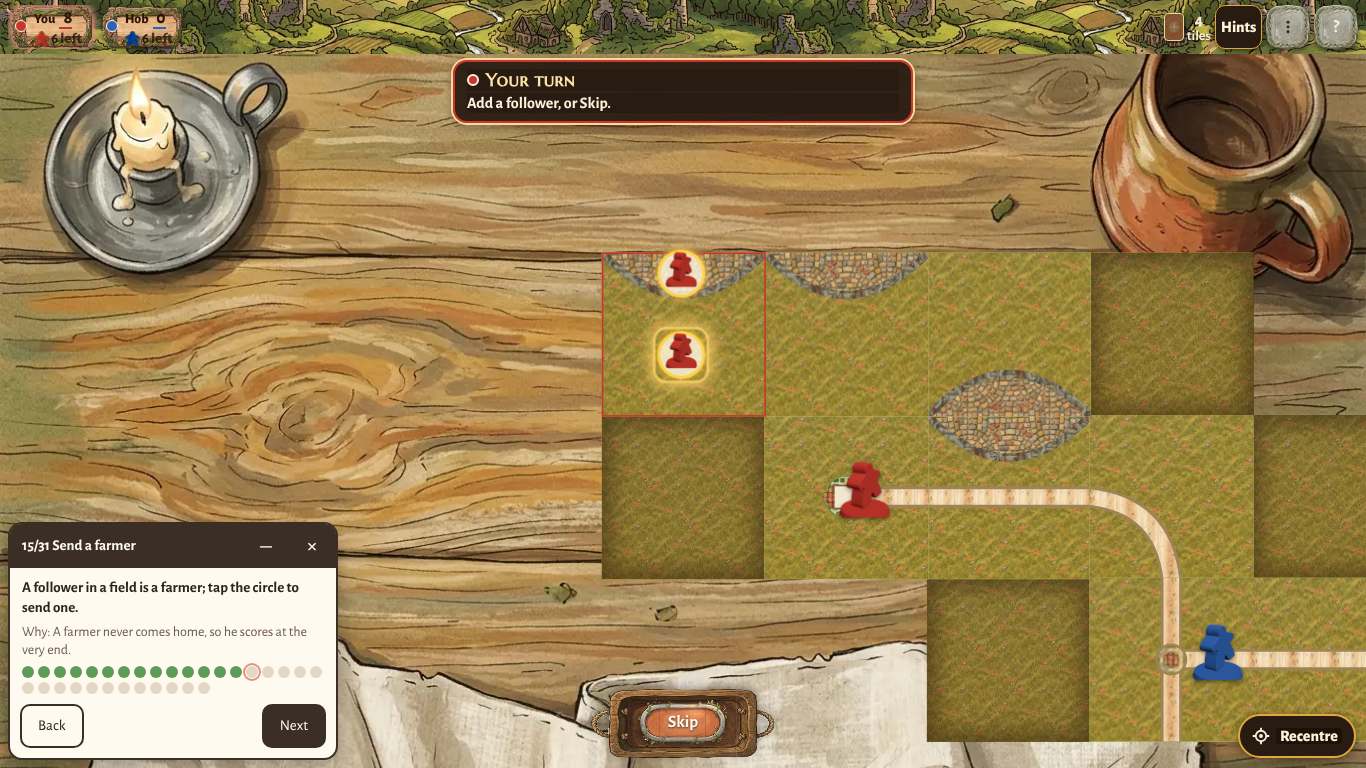 You 8
6 left
Hob 0
6 left
4
tiles
Hints
?
Your turn
Add a follower, or Skip.
15/31 Send a farmer
A follower in a field is a farmer; tap the circle to
send one.
Why: A farmer never comes home, so he scores at the
very end.
Back
Next
Skip
Recentre